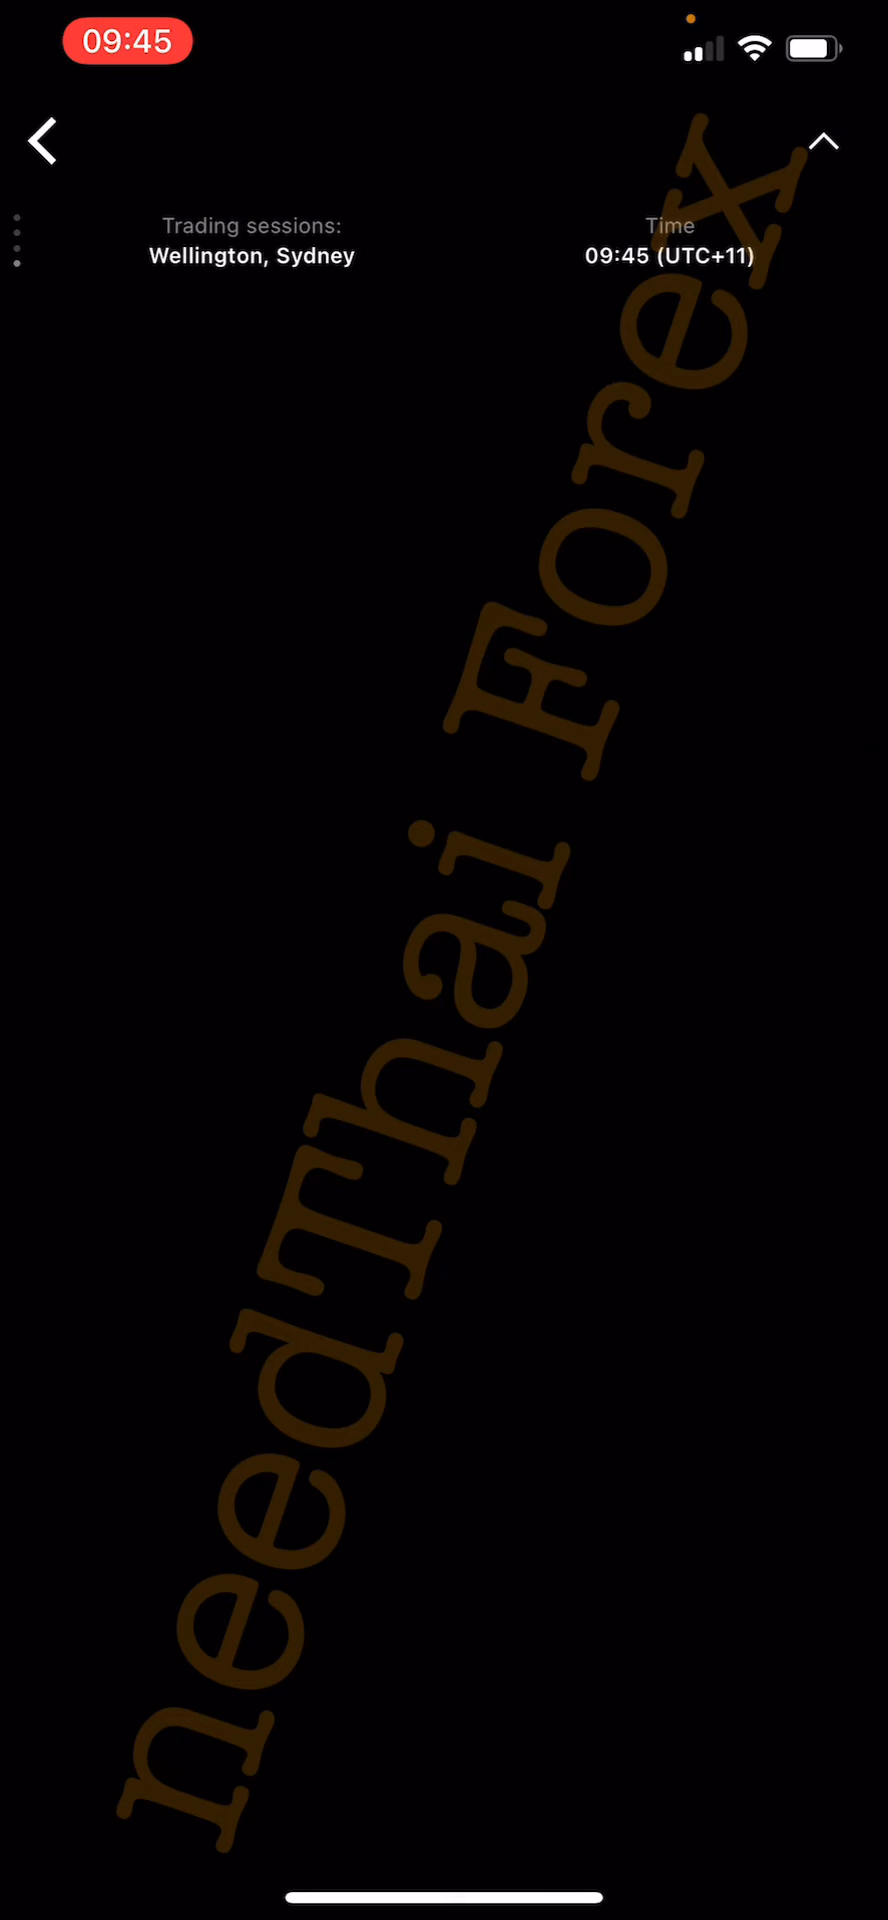 09:45
Trading sessions:
Wellington, Sydney
Time
09:45 (UTC+11)
needThai Forex